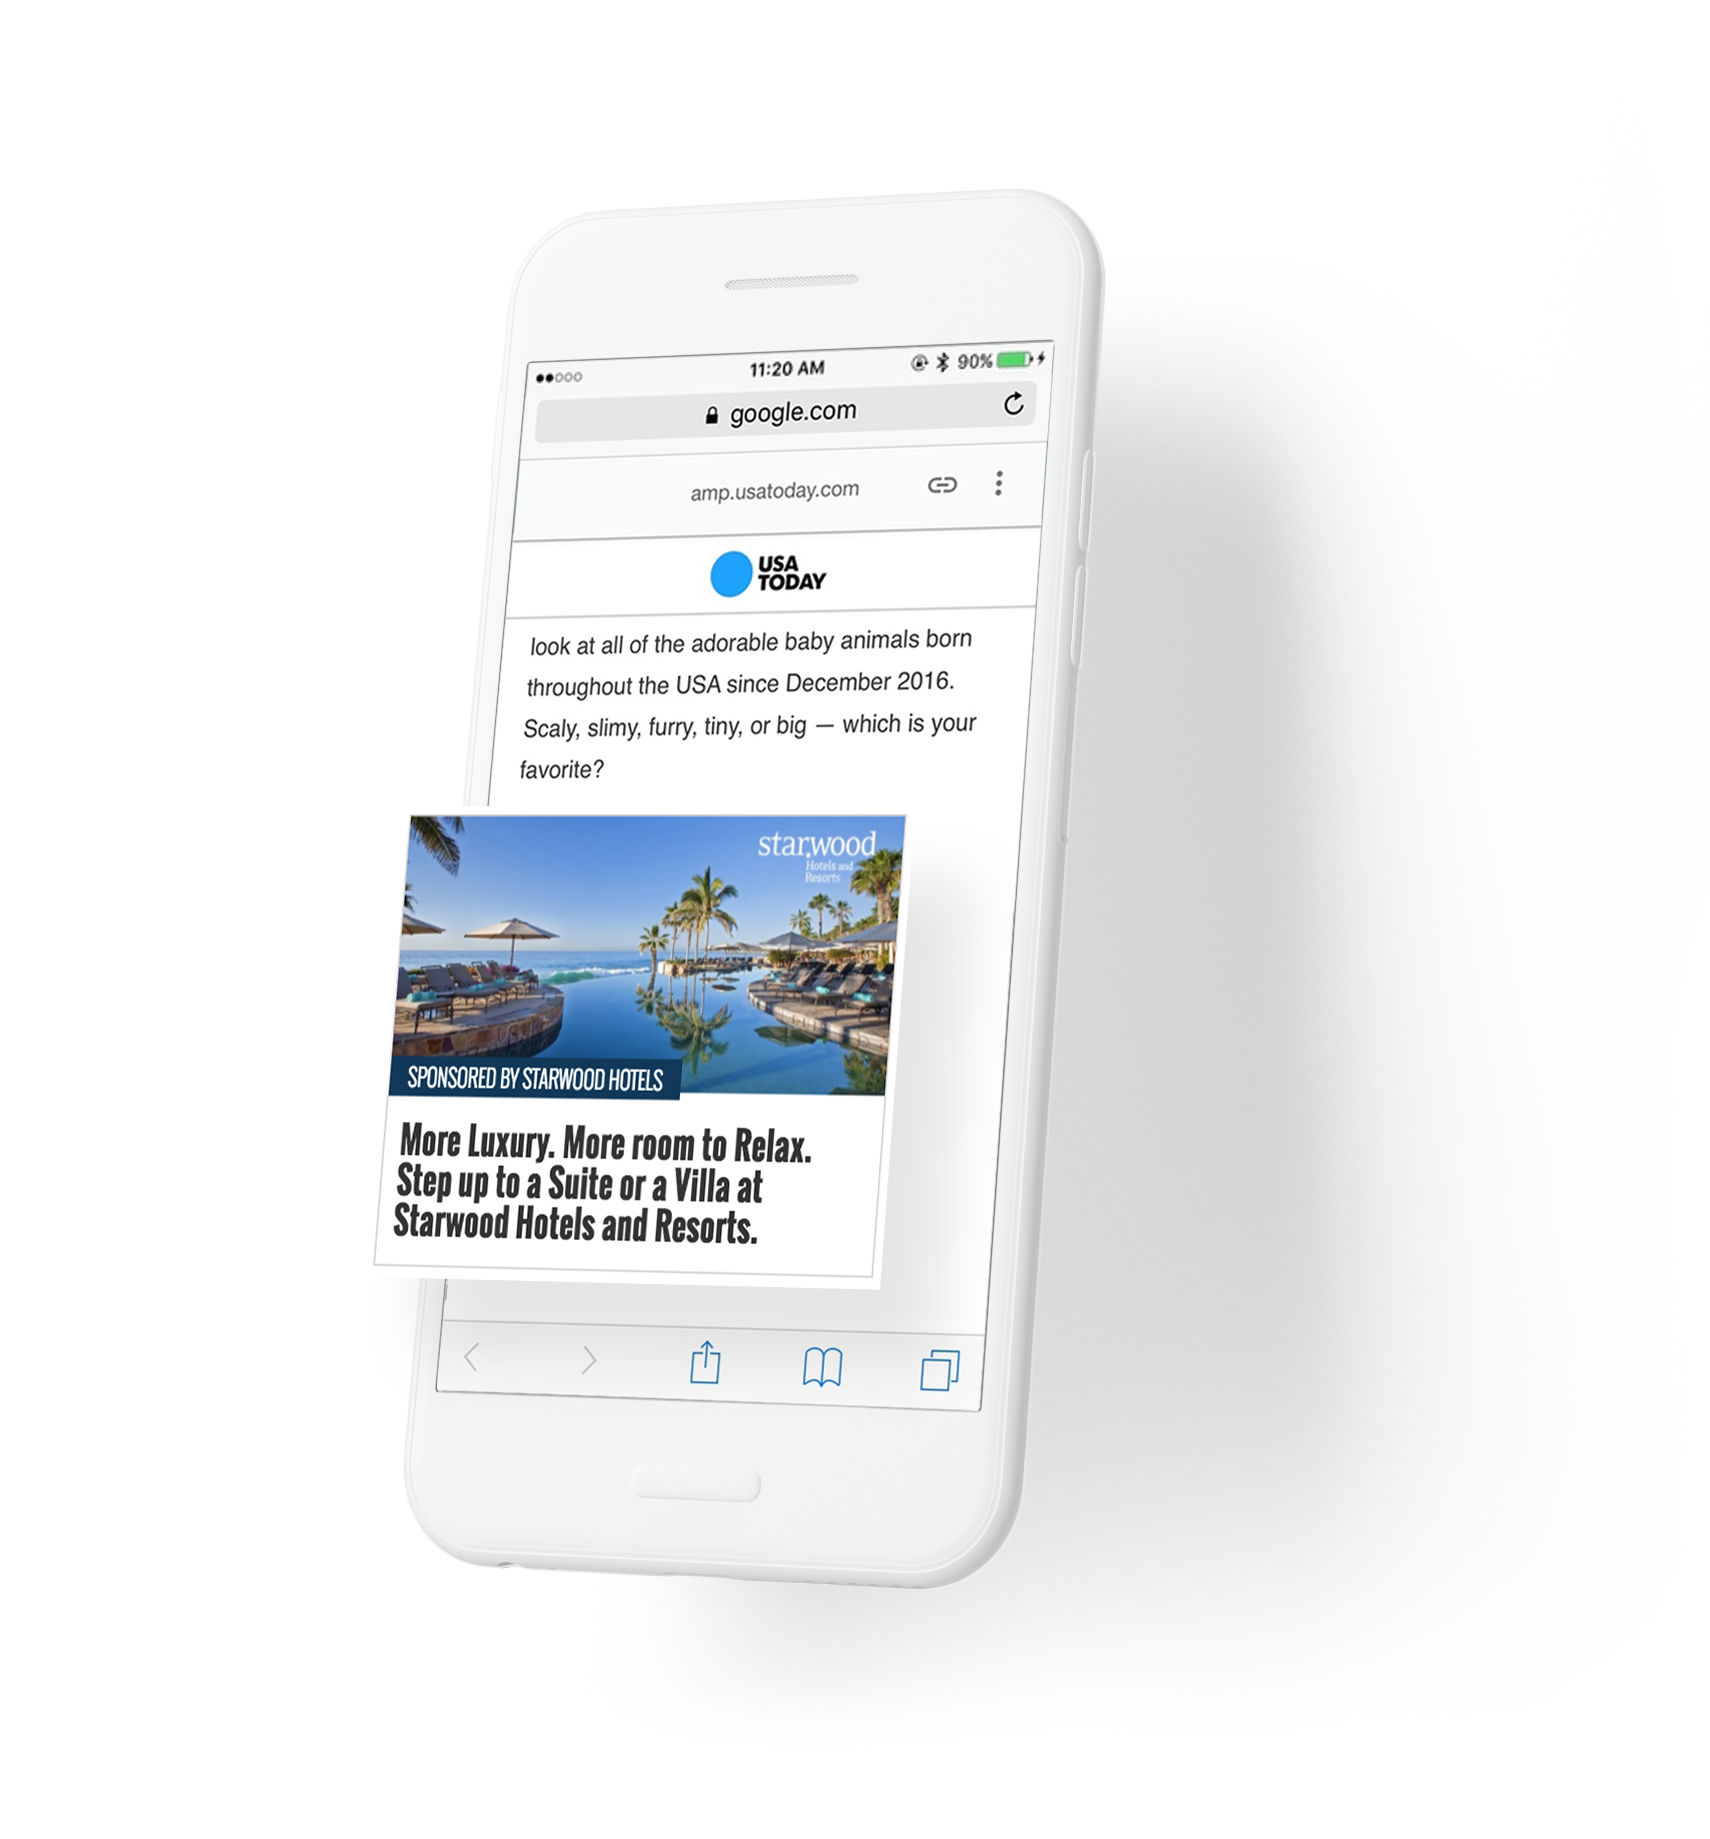 11:20 AM
90%
google.com
amp.usatoday.com
USA
TODAY
look at all of the adorable baby animals born
throughout the USA since December 2016.
Scaly, slimy, furry, tiny, or big — which is your
favorite?
starwood
Hotels and
Resorts
SPONSORED BY STARWOOD HOTELS
More Luxury. More room to Relax.
Step up to a Suite or a Villa at
Starwood Hotels and Resorts.